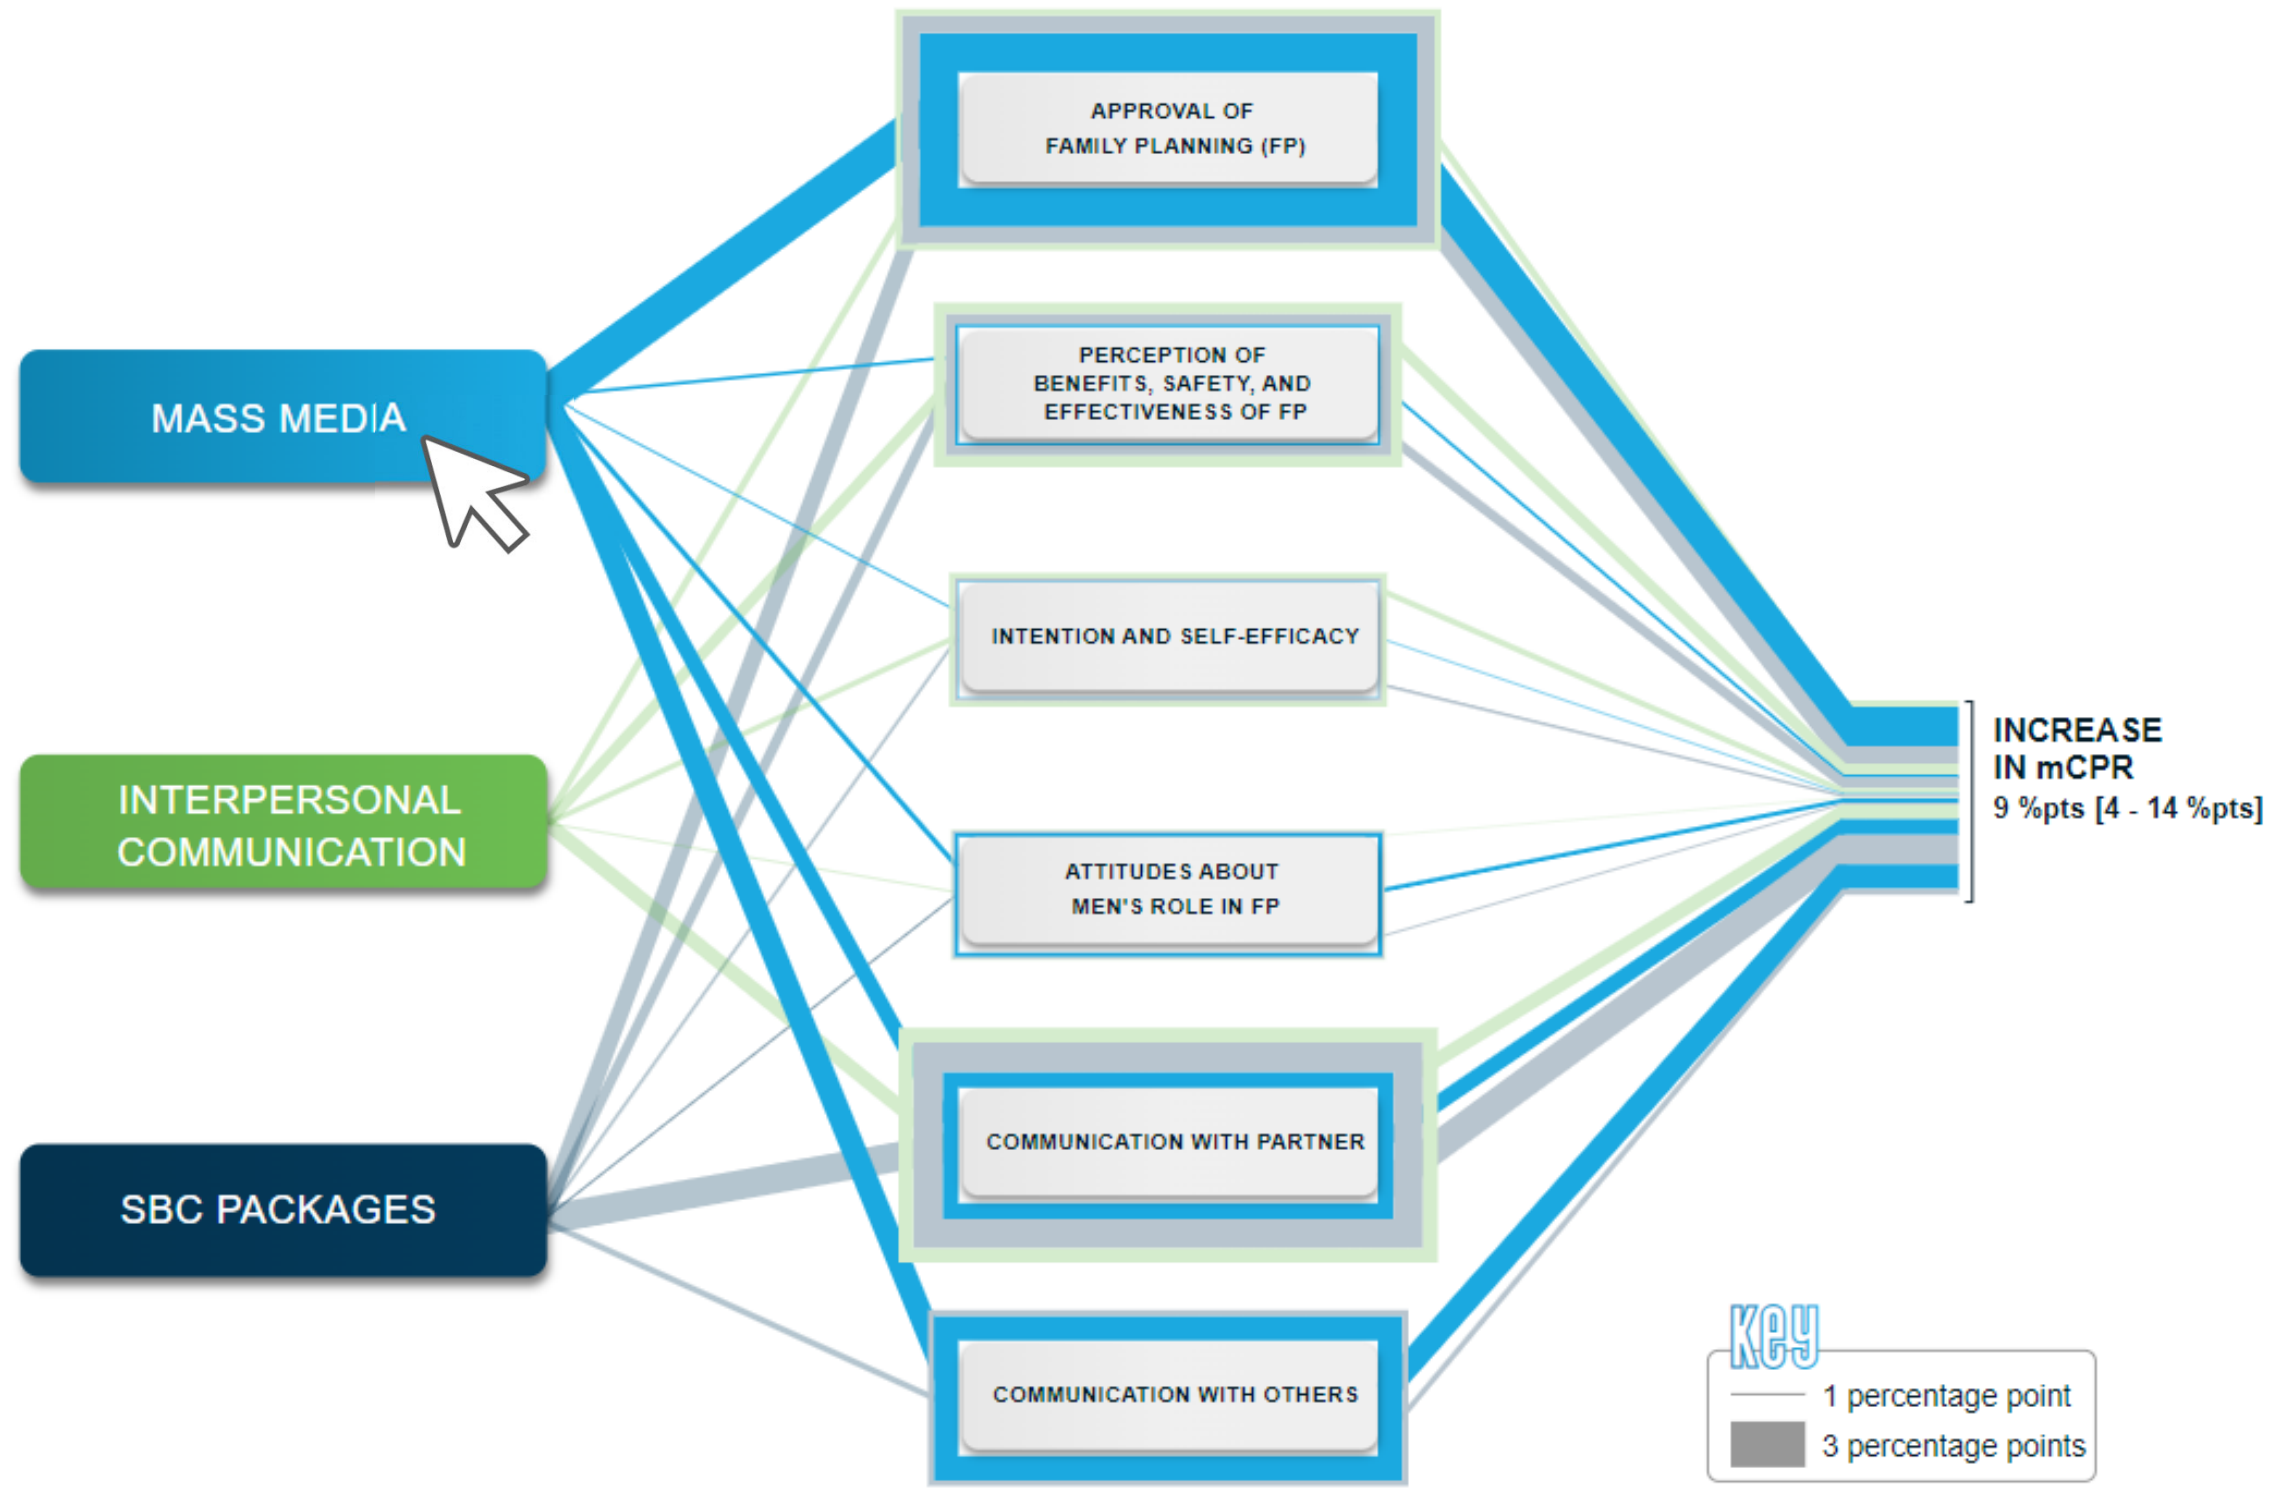 APPROVAL OF
FAMILY PLANNING (FP)
PERCEPTION OF
BENEFITS, SAFETY, AND
EFFECTIVENESS OF FP
MASS MEDIA
INTENTION AND SELF-EFFICACY
INTERPERSONAL
COMMUNICATION
INCREASE
IN mCPR
9 %pts [4 - 14 %pts]
ATTITUDES ABOUT
MEN'S ROLE IN FP
COMMUNICATION WITH PARTNER
SBC PACKAGES
COMMUNICATION WITH OTHERS
Key
1 percentage point
3 percentage points